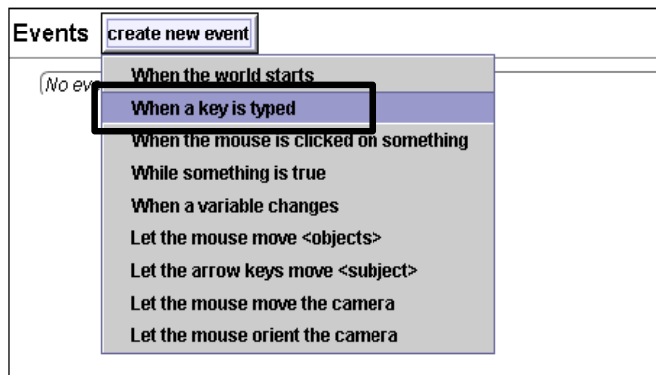 Events create new event
(No eve
When the world starts
When a key is typed
When the mouse is clicked on something
While something is true
When a variable changes
Let the mouse move <objects>
Let the arrow keys move <subject>
Let the mouse move the camera
Let the mouse orient the camera